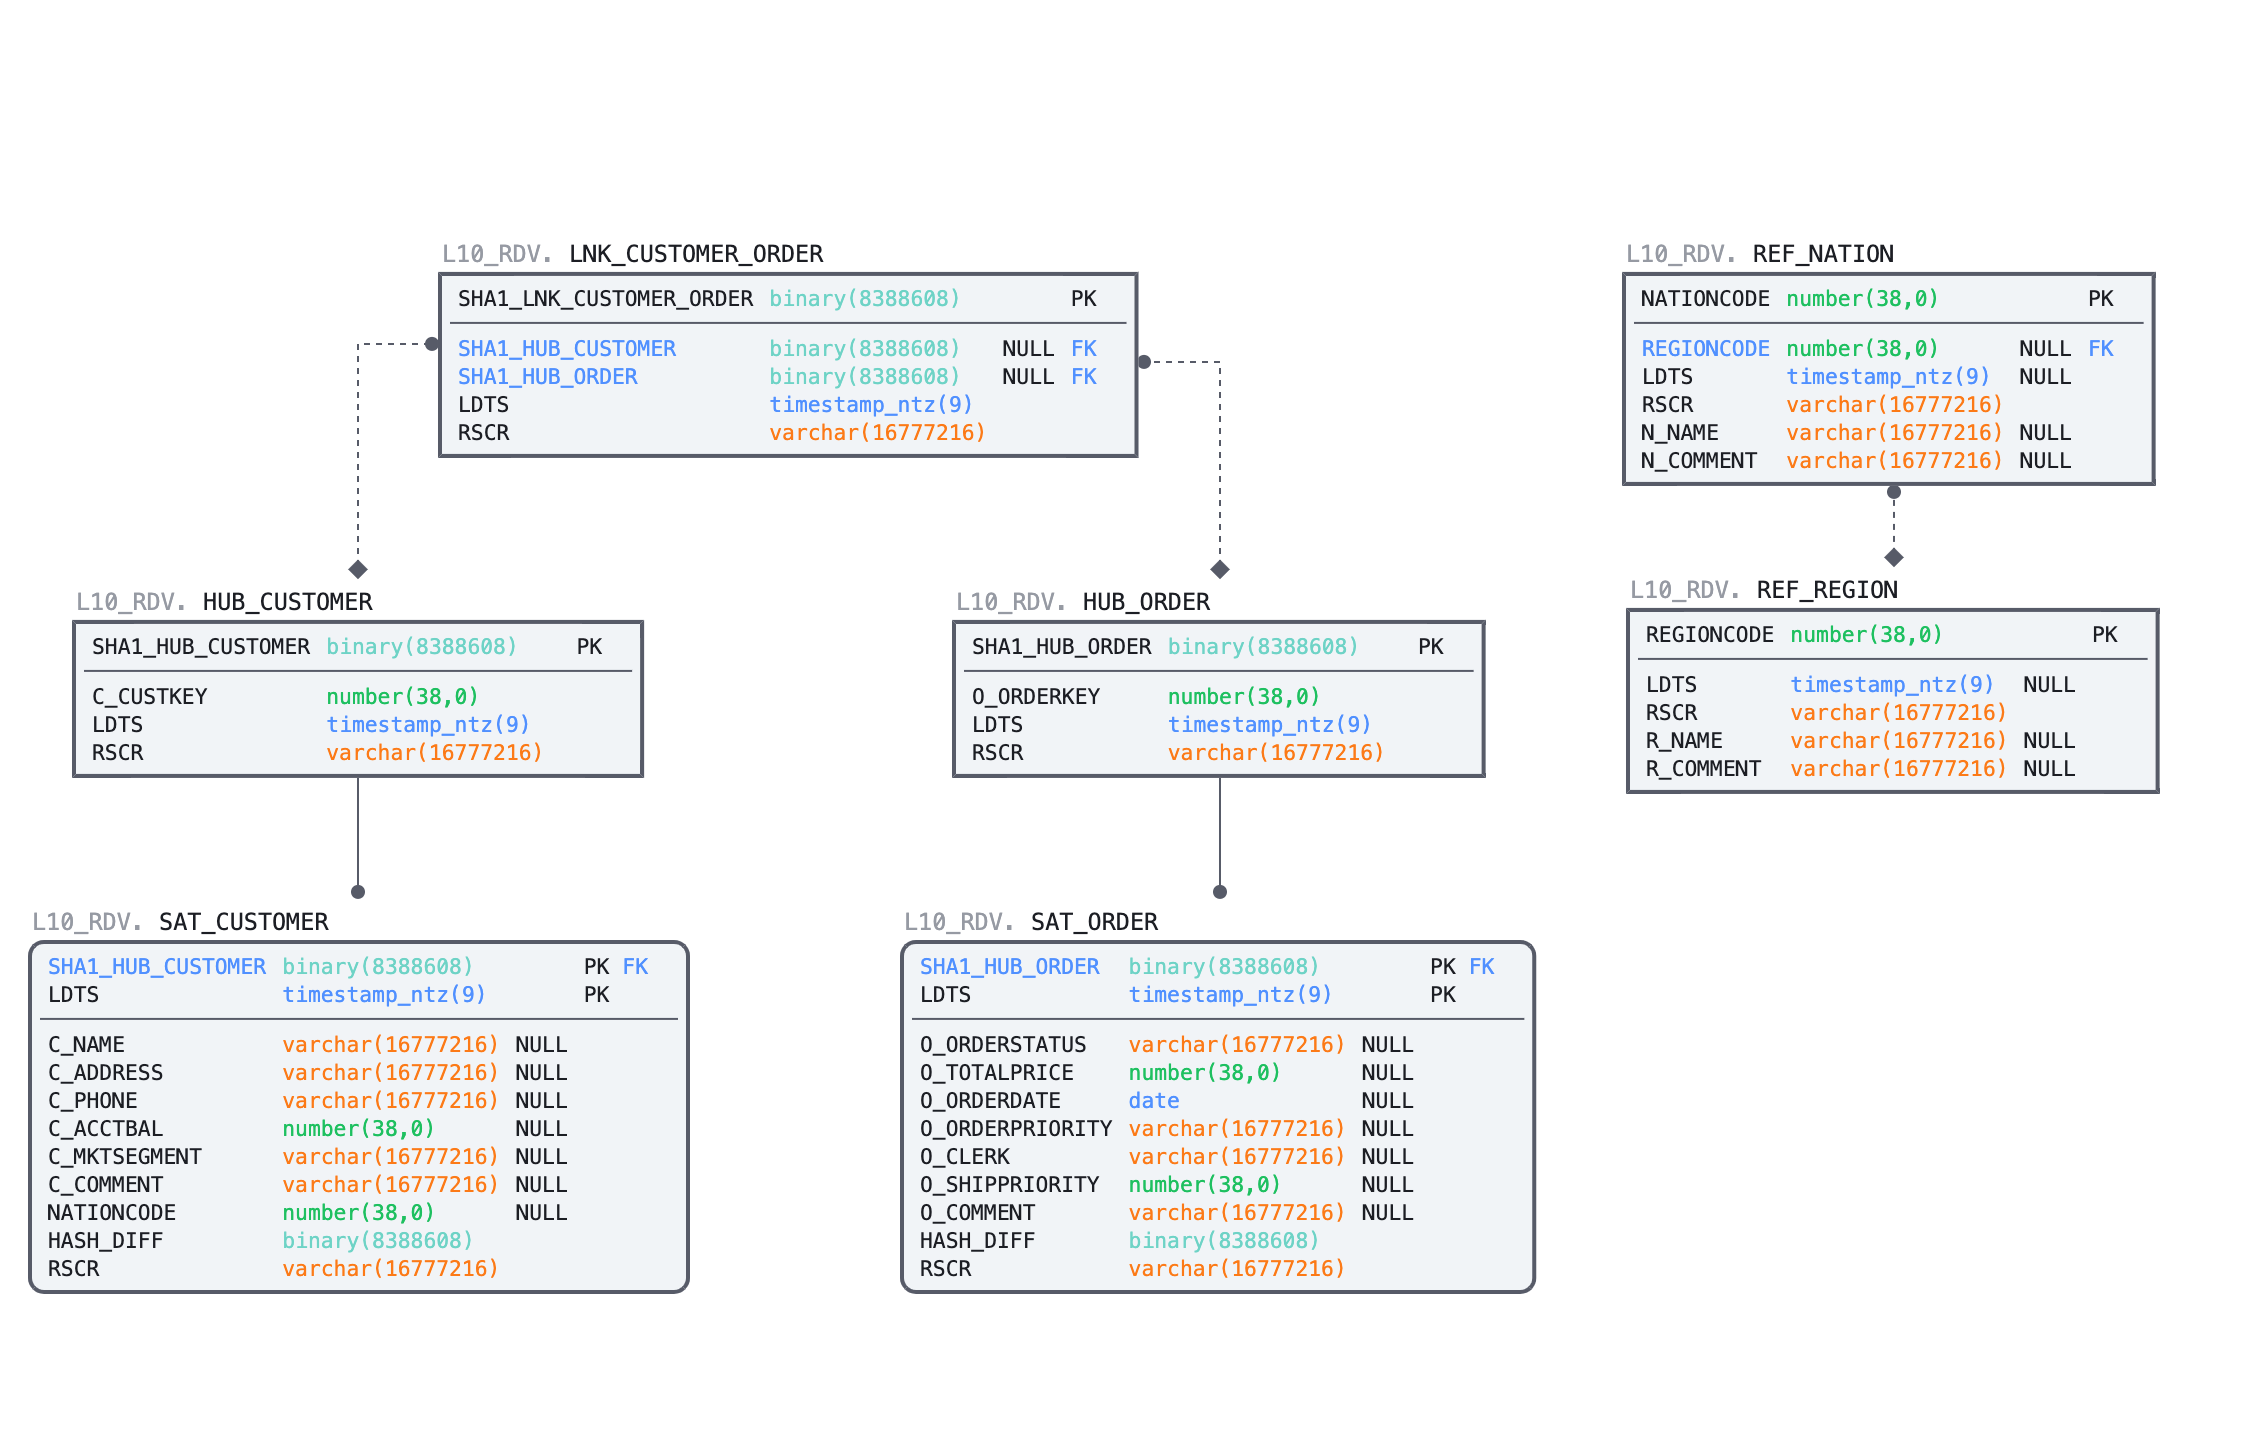 L10_RDV. LNK_CUSTOMER_ORDER
SHA1_LNK_CUSTOMER_ORDER binary(8388608) PK
SHA1_HUB_CUSTOMER binary(8388608) NULL FK
SHA1_HUB_ORDER binary(8388608) NULL FK
LDTS timestamp_ntz(9)
RSCR varchar(16777216)
L10_RDV. REF_NATION
NATIONCODE number(38,0) PK
REGIONCODE number(38,0) NULL FK
LDTS timestamp_ntz(9) NULL
RSCR varchar(16777216)
N_NAME varchar(16777216) NULL
N_COMMENT varchar(16777216) NULL
L10_RDV. HUB_CUSTOMER
SHA1_HUB_CUSTOMER binary(8388608) PK
C_CUSTKEY number(38,0)
LDTS timestamp_ntz(9)
RSCR varchar(16777216)
L10_RDV. HUB_ORDER
SHA1_HUB_ORDER binary(8388608) PK
O_ORDERKEY number(38,0)
LDTS timestamp_ntz(9)
RSCR varchar(16777216)
L10_RDV. REF_REGION
REGIONCODE number(38,0) PK
LDTS timestamp_ntz(9) NULL
RSCR varchar(16777216)
R_NAME varchar(16777216) NULL
R_COMMENT varchar(16777216) NULL
L10_RDV. SAT_CUSTOMER
SHA1_HUB_CUSTOMER binary(8388608) PK FK
LDTS timestamp_ntz(9) PK
C_NAME varchar(16777216) NULL
C_ADDRESS varchar(16777216) NULL
C_PHONE varchar(16777216) NULL
C_ACCTBAL number(38,0) NULL
C_MKTSEGMENT varchar(16777216) NULL
C_COMMENT varchar(16777216) NULL
NATIONCODE number(38,0) NULL
HASH_DIFF binary(8388608)
RSCR varchar(16777216)
L10_RDV. SAT_ORDER
SHA1_HUB_ORDER binary(8388608) PK FK
LDTS timestamp_ntz(9) PK
O_ORDERSTATUS varchar(16777216) NULL
O_TOTALPRICE number(38,0) NULL
O_ORDERDATE date NULL
O_ORDERPRIORITY varchar(16777216) NULL
O_CLERK varchar(16777216) NULL
O_SHIPPRIORITY number(38,0) NULL
O_COMMENT varchar(16777216) NULL
HASH_DIFF binary(8388608)
RSCR varchar(16777216)